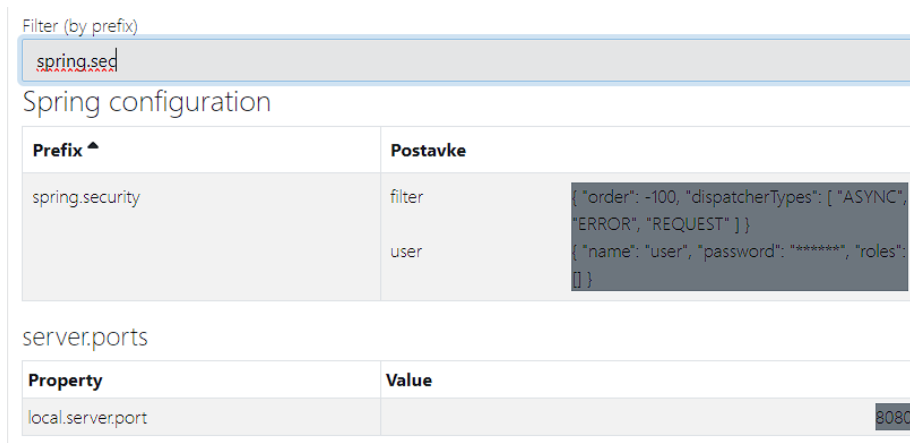 Filter (by prefix)
spring.sec
Spring configuration
Prefix Postavke
spring.security filter { "order": -100, "dispatcherTypes": [ "ASYNC",
"ERROR", "REQUEST" ] }
user { "name": "user", "password": "******", "roles":
[] }
server.ports
Property Value
local.server.port 8080